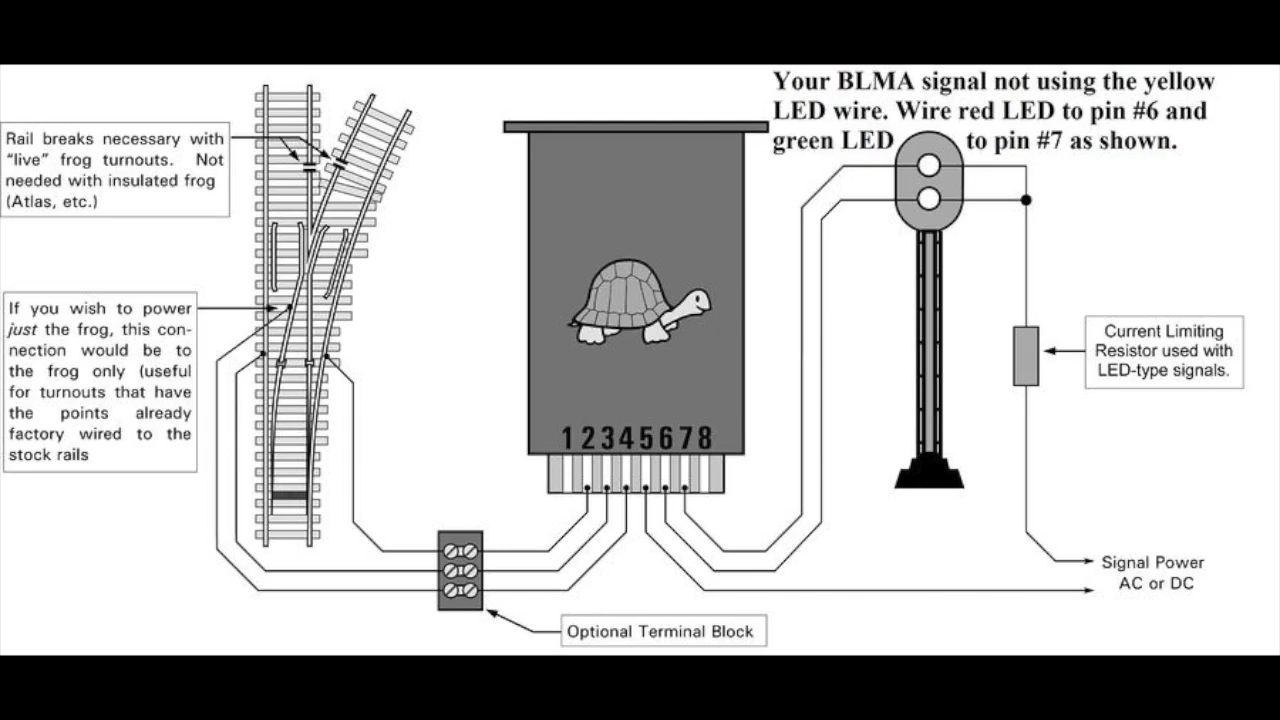 Your BLMA signal not using the yellow
LED wire. Wire red LED to pin #6 and
green LED to pin #7 as shown.
Rail breaks necessary with
"live" frog turnouts. Not
needed with insulated frog
(Atlas, etc.)
If you wish to power
just the frog, this con-
nection would be to
the frog only (useful
for turnouts that have
the points already
factory wired to the
stock rails
Current Limiting
Resistor used with
LED-type signals.
12345678
Signal Power
AC or DC
Optional Terminal Block